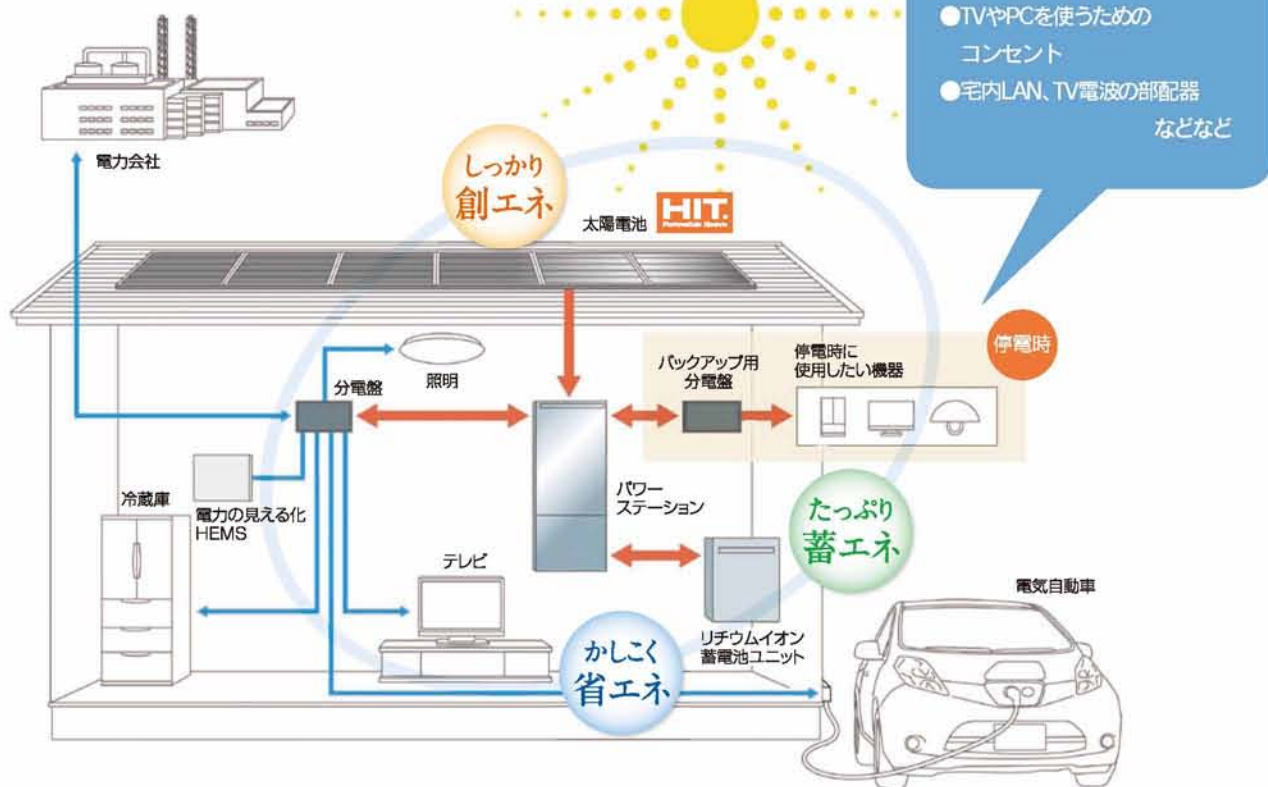 ●TVやPCを使うための
コンセント
●宅内LAN、TV電波の部配器
などなど
電力会社
しっかり
創エネ
太陽電池
HIT.
停電時
バックアップ用
分電盤
停電時に
使用したい機器
照明
分電盤
パワー
ステーション
冷蔵庫
電力の見える化
HEMS
たっぷり
蓄エネ
テレビ
電気自動車
リチウムイオン
蓄電池ユニット
かしこく
省エネ